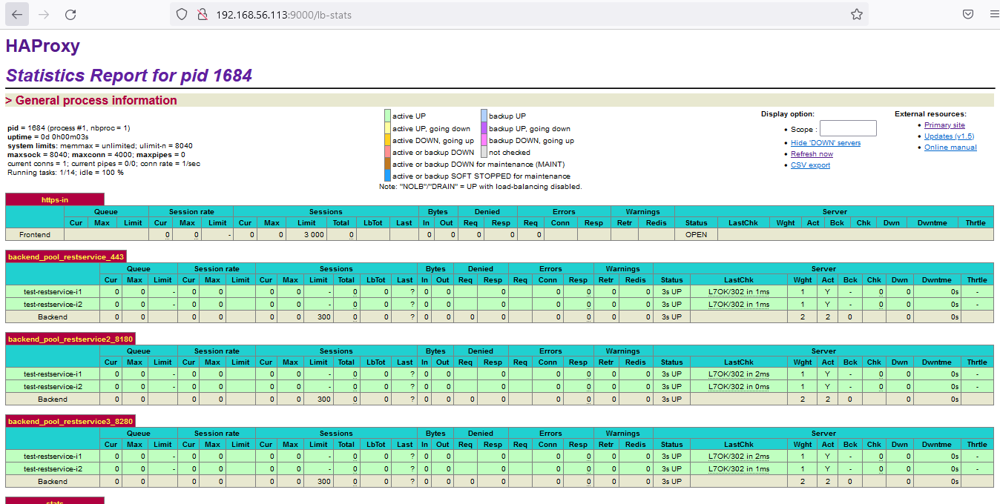 192.168.56.113:9000/lb-stats
HAProxy
Statistics Report for pid 1684
> General process information
pid = 1684 (process #1, nbproc = 1)
uptime = 0d 0h00m03s
system limits: memmax = unlimited; ulimit-n = 8040
maxsock = 8040; maxconn = 4000; maxpipes = 0
current conns = 1; current pipes = 0/0; conn rate = 1/sec
Running tasks: 1/14; idle = 100 %
active UP backup UP
active UP, going down backup UP, going down
active DOWN, going up backup DOWN, going up
active or backup DOWN not checked
active or backup DOWN for maintenance (MAINT)
active or backup SOFT STOPPED for maintenance
Note: "NOLB"/"DRAIN" = UP with load-balancing disabled.
Display option:
• Scope :
• Hide 'DOWN' servers
• Refresh now
• CSV export
External resources:
• Primary site
• Updates (v1.5)
• Online manual
https-in
Queue Session rate Sessions Bytes Denied Errors Warnings Server
Cur Max Limit Cur Max Limit Cur Max Limit Total LbTot Last In Out Req Resp Req Conn Resp Retr Redis Status LastChk Wght Act Bck Chk Dwn Dwntme Thrtle
Frontend 0 0 - 0 0 3 000 0 0 0 0 0 0 OPEN
backend_pool_restservice_443
Queue Session rate Sessions Bytes Denied Errors Warnings Server
Cur Max Limit Cur Max Limit Cur Max Limit Total LbTot Last In Out Req Resp Req Conn Resp Retr Redis Status LastChk Wght Act Bck Chk Dwn Dwntme Thrtle
test-restservice-i1 0 0 - 0 0 0 0 - 0 0 ? 0 0 0 0 0 0 0 3s UP L7OK/302 in 1ms 1 Y - 0 0 0s -
test-restservice-i2 0 0 - 0 0 0 0 - 0 0 ? 0 0 0 0 0 0 0 3s UP L7OK/302 in 1ms 1 Y - 0 0 0s -
Backend 0 0 0 0 0 0 300 0 0 ? 0 0 0 0 0 0 0 0 3s UP 2 2 0 0 0s
backend_pool_restservice2_8180
Queue Session rate Sessions Bytes Denied Errors Warnings Server
Cur Max Limit Cur Max Limit Cur Max Limit Total LbTot Last In Out Req Resp Req Conn Resp Retr Redis Status LastChk Wght Act Bck Chk Dwn Dwntme Thrtle
test-restservice-i1 0 0 - 0 0 0 0 - 0 0 ? 0 0 0 0 0 0 0 3s UP L7OK/302 in 2ms 1 Y - 0 0 0s -
test-restservice-i2 0 0 - 0 0 0 0 - 0 0 ? 0 0 0 0 0 0 0 3s UP L7OK/302 in 0ms 1 Y - 0 0 0s -
Backend 0 0 0 0 0 0 300 0 0 ? 0 0 0 0 0 0 0 0 3s UP 2 2 0 0 0s
backend_pool_restservice3_8280
Queue Session rate Sessions Bytes Denied Errors Warnings Server
Cur Max Limit Cur Max Limit Cur Max Limit Total LbTot Last In Out Req Resp Req Conn Resp Retr Redis Status LastChk Wght Act Bck Chk Dwn Dwntme Thrtle
test-restservice-i1 0 0 - 0 0 0 0 - 0 0 ? 0 0 0 0 0 0 0 3s UP L7OK/302 in 2ms 1 Y - 0 0 0s -
test-restservice-i2 0 0 - 0 0 0 0 - 0 0 ? 0 0 0 0 0 0 0 3s UP L7OK/302 in 1ms 1 Y - 0 0 0s -
Backend 0 0 0 0 0 0 300 0 0 ? 0 0 0 0 0 0 0 0 3s UP 2 2 0 0 0s
stats